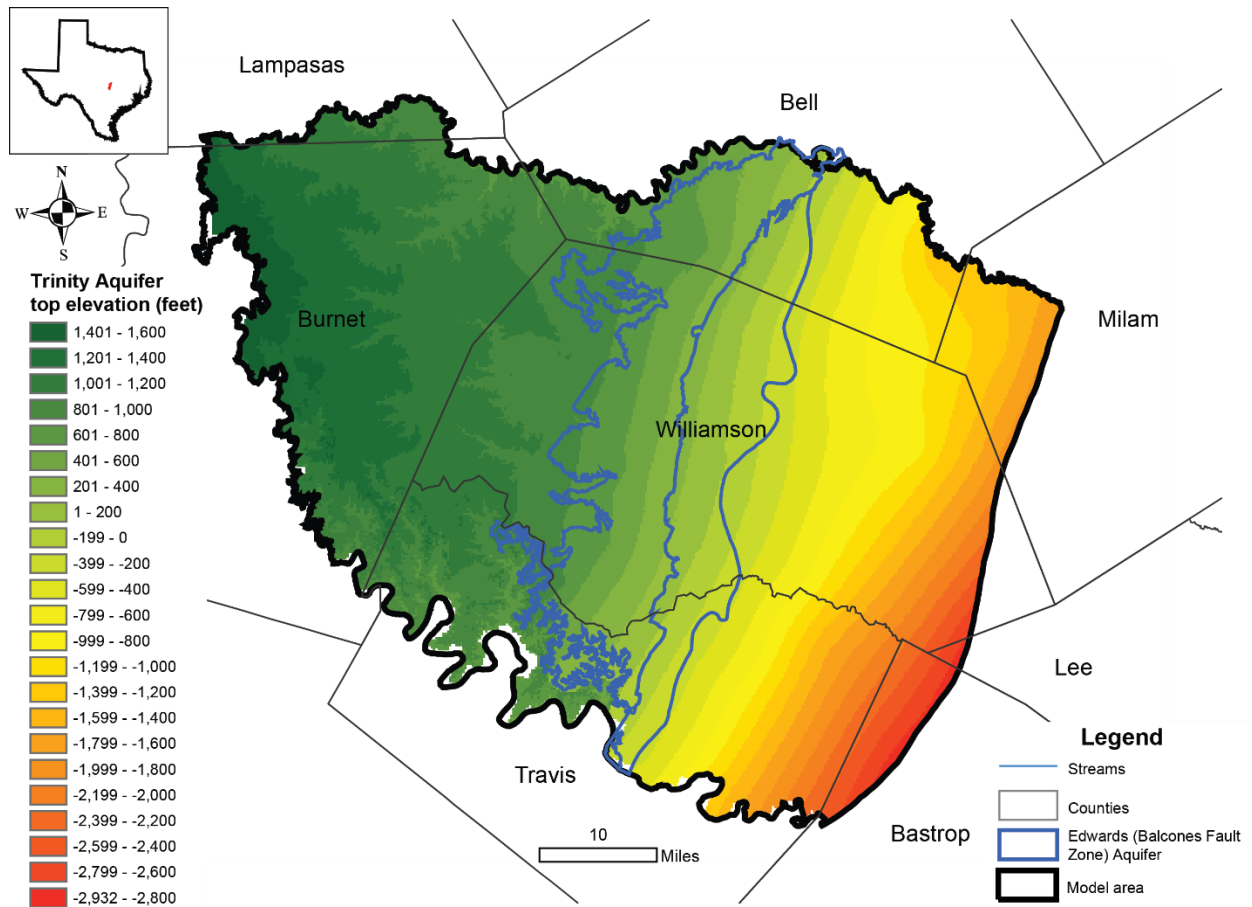 Lampasas
Bell
N
W
E
S
Trinity Aquifer
top elevation (feet)
1,401 - 1,600
1,201 - 1,400
1,001 - 1,200
801 - 1,000
601 - 800
401 - 600
201 - 400
1 - 200
-199 - 0
-399 - -200
-599 - -400
-799 - -600
-999 - -800
-1,199 - -1,000
-1,399 - -1,200
-1,599 - -1,400
-1,799 - -1,600
-1,999 - -1,800
-2,199 - -2,000
-2,399 - -2,200
-2,599 - -2,400
-2,799 - -2,600
-2,932 - -2,800
Burnet
Milam
Williamson
Lee
Travis
Bastrop
10
Miles
Legend
Streams
Counties
Edwards (Balcones Fault
Zone) Aquifer
Model area